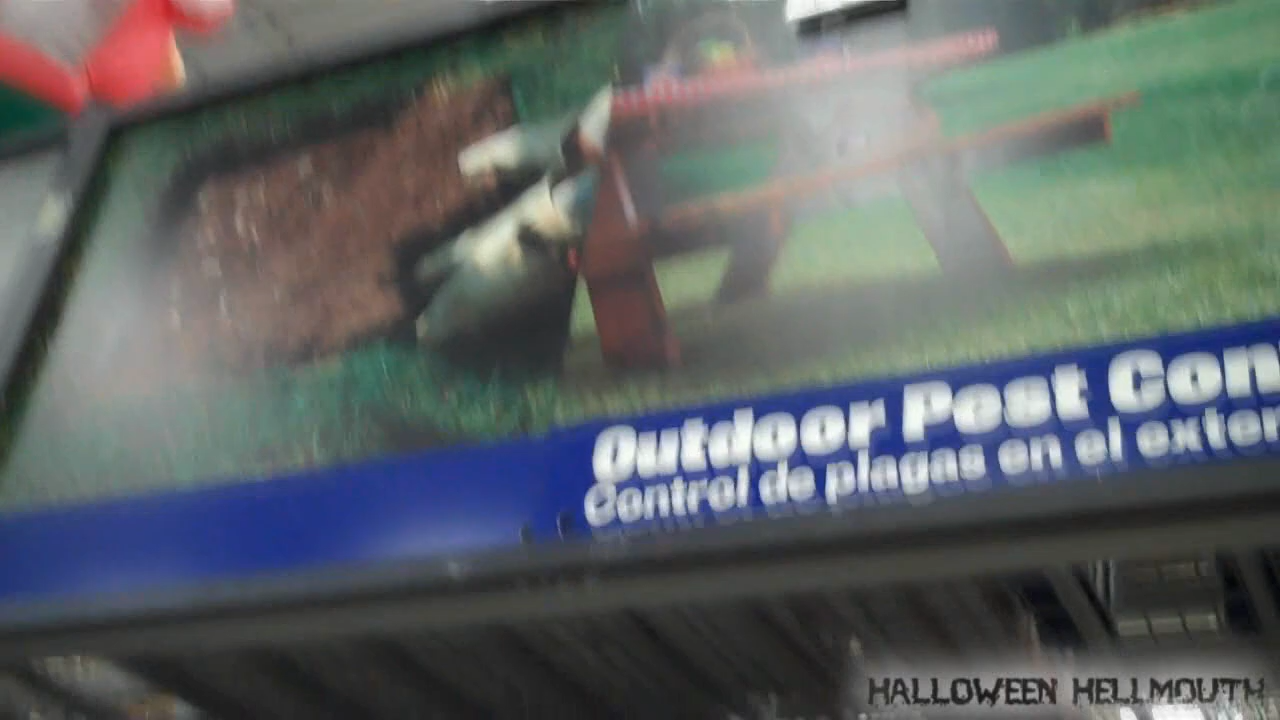 Outdoor Pest Con
Control de plagas en el exter
HALLOWEEN HELLMOUTH